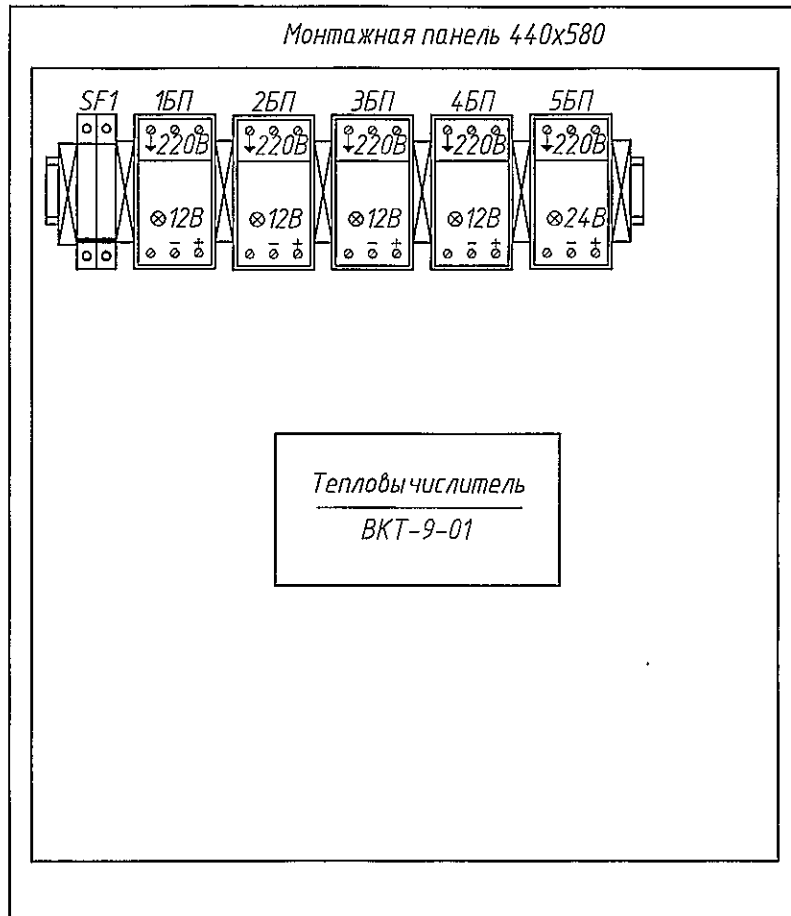 Монтажная панель 440х580
SF1 1БП 2БП 3БП 4БП 5БП
220В 220В 220В 220В 220В
12В 12В 12В 12В 24В
– + – + – + – + – +
Тепловычислитель
ВКТ-9-01